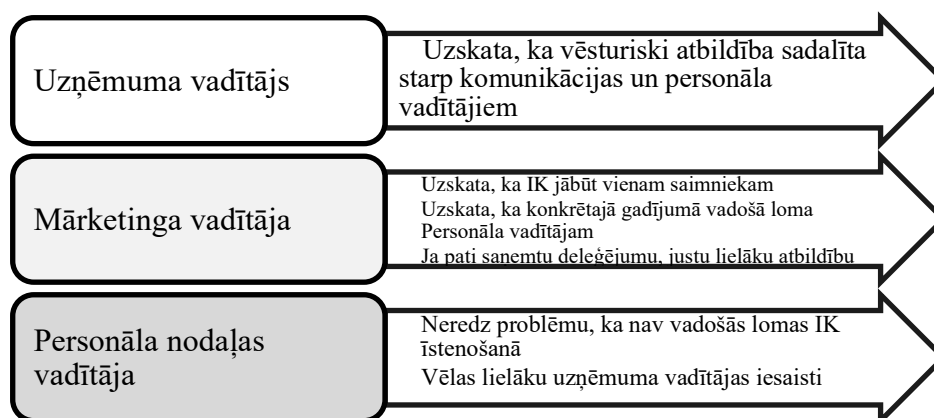 Uzņēmuma vadītājs
Uzskata, ka vēsturiski atbildība sadalīta
starp komunikācijas un personāla
vadītājiem
Mārketinga vadītāja
Uzskata, ka IK jābūt vienam saimniekam
Uzskata, ka konkrētajā gadījumā vadošā loma
Personāla vadītājam
Ja pati saņemtu deleģējumu, justu lielāku atbildību
Personāla nodaļas
vadītāja
Neredz problēmu, ka nav vadošās lomas IK
īstenošanā
Vēlas lielāku uzņēmuma vadītājas iesaisti